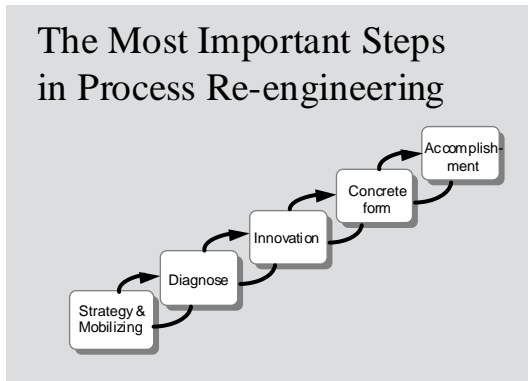 The Most Important Steps
in Process Re-engineering
Accomplish-
ment
Concrete
form
Innovation
Diagnose
Strategy &
Mobilizing